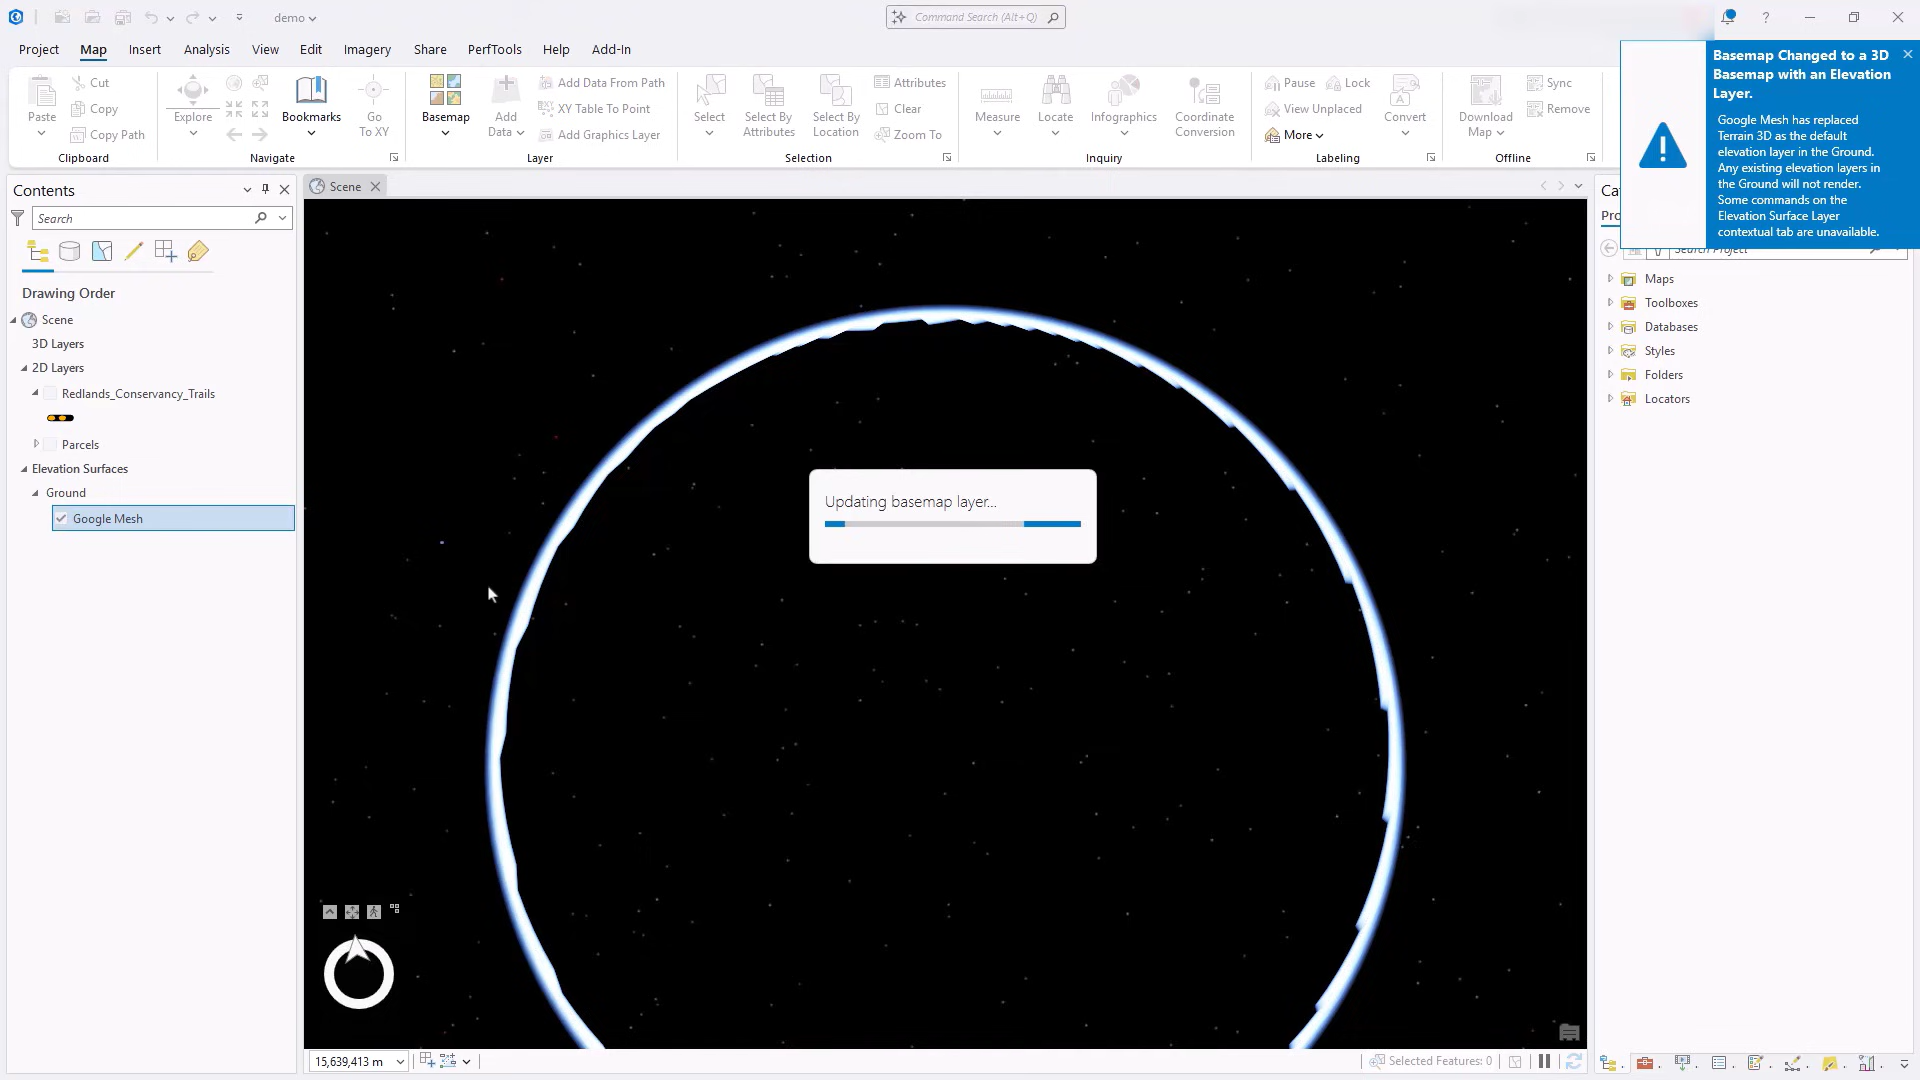 demo
Command Search (Alt+Q)
Project
Map
Insert
Analysis
View
Edit
Imagery
Share
PerfTools
Help
Add-In
Paste
Cut
Copy
Copy Path
Clipboard
Explore
Bookmarks
Go
To XY
Navigate
Basemap
Add
Data
Add Data From Path
XY Table To Point
Add Graphics Layer
Layer
Select
Select By
Attributes
Select By
Location
Attributes
Clear
Zoom To
Selection
Measure
Locate
Infographics
Coordinate
Conversion
Inquiry
Pause
Lock
View Unplaced
More
Convert
Labeling
Download
Map
Sync
Remove
Offline
Basemap Changed to a 3D
Basemap with an Elevation
Layer.
Google Mesh has replaced
Terrain 3D as the default
elevation layer in the Ground.
Any existing elevation layers in
the Ground will not render.
Some commands on the
Elevation Surface Layer
contextual tab are unavailable.
Contents
Search
Drawing Order
Scene
3D Layers
2D Layers
Redlands_Conservancy_Trails
Parcels
Elevation Surfaces
Ground
Google Mesh
Scene
Updating basemap layer...
15,639,413 m
Selected Features: 0
Search Project
Maps
Toolboxes
Databases
Styles
Folders
Locators